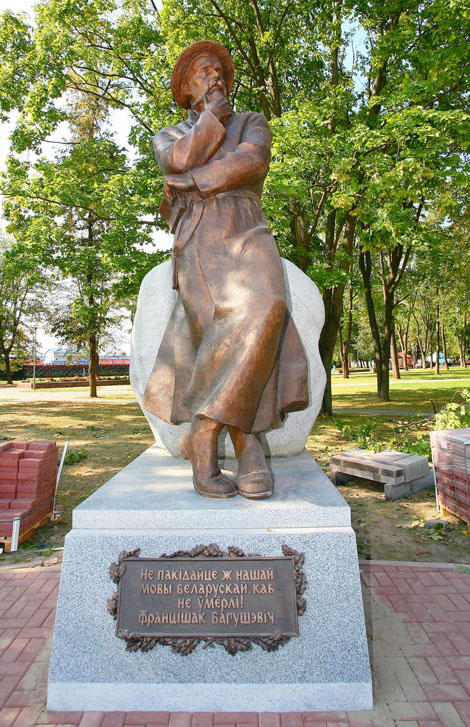 Не пакідайце ж нашай
мовы беларускай, каб
не ўмёрлі!
Францішак Багушэвіч